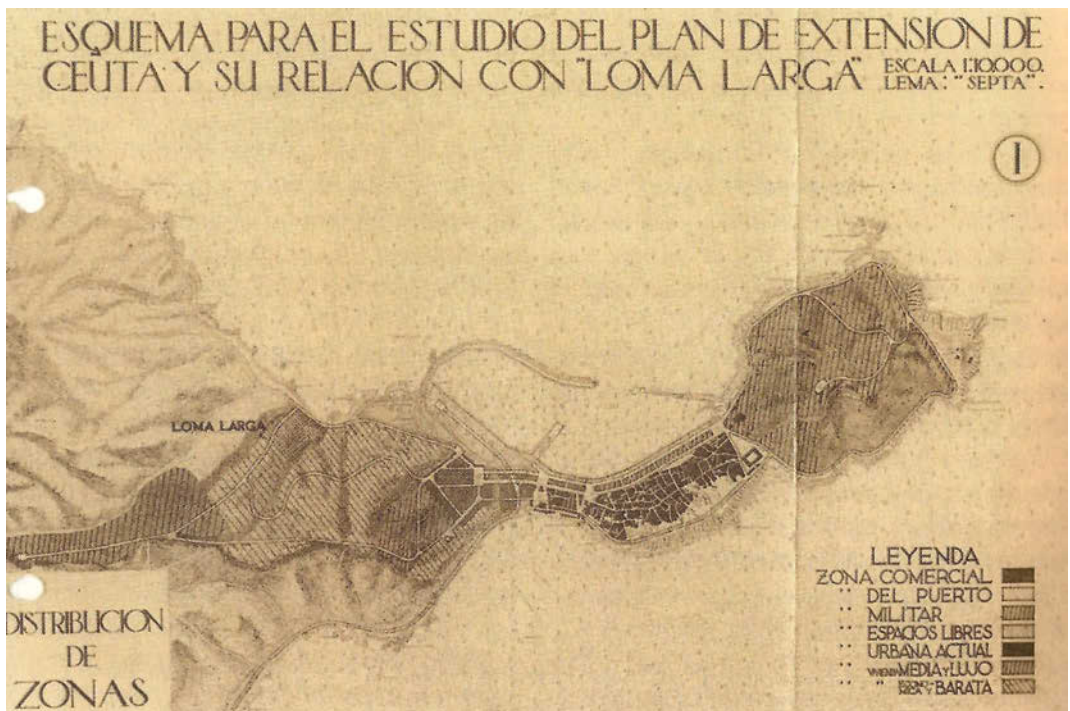 ESQUEMA PARA EL ESTUDIO DEL PLAN DE EXTENSION DE
CEUTA Y SU RELACION CON "LOMA LARGA"
ESCALA 1:10.000.
LEMA: "SEPTA".
I
LOMA LARGA
DISTRIBUCION
DE
ZONAS
LEYENDA
ZONA COMERCIAL
" DEL PUERTO
" MILITAR
" ESPACIOS LIBRES
" URBANA ACTUAL
" VIVIENDA MEDIA Y LUJO
" " Y BARATA